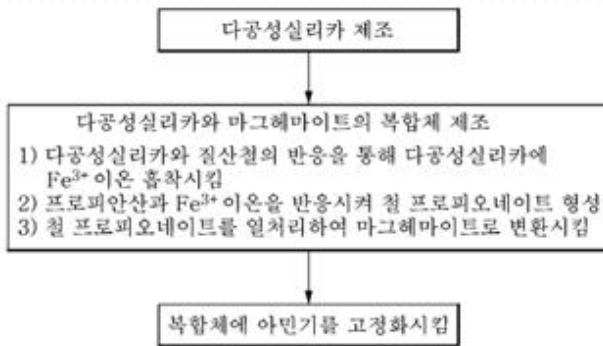 다공성실리카 제조
다공성실리카와 마그헤마이트의 복합체 제조
1) 다공성실리카와 질산철의 반응을 통해 다공성실리카에
Fe³⁺ 이온 흡착시킴
2) 프로피안산과 Fe³⁺ 이온을 반응시켜 철 프로피오네이트 형성
3) 철 프로피오네이트를 열처리하여 마그헤마이트로 변환시킴
복합체에 아민기를 고정화시킴